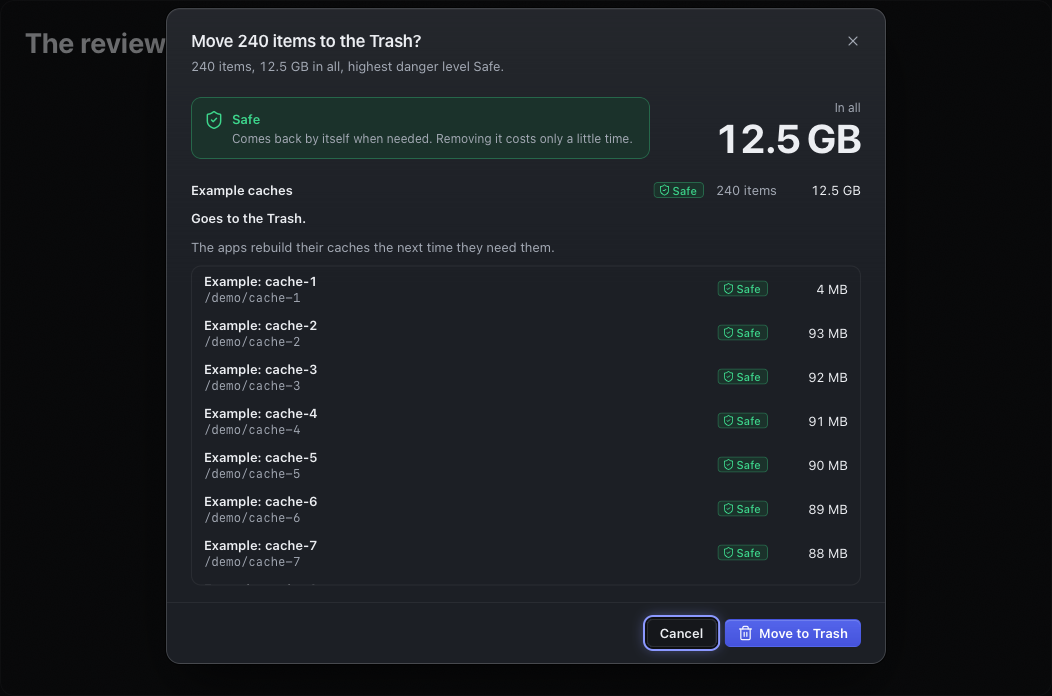 The review
Move 240 items to the Trash?
240 items, 12.5 GB in all, highest danger level Safe.
Safe
Comes back by itself when needed. Removing it costs only a little time.
In all
12.5 GB
Example caches
Safe
240 items
12.5 GB
Goes to the Trash.
The apps rebuild their caches the next time they need them.
Example: cache-1
/demo/cache-1
Safe
4 MB
Example: cache-2
/demo/cache-2
Safe
93 MB
Example: cache-3
/demo/cache-3
Safe
92 MB
Example: cache-4
/demo/cache-4
Safe
91 MB
Example: cache-5
/demo/cache-5
Safe
90 MB
Example: cache-6
/demo/cache-6
Safe
89 MB
Example: cache-7
/demo/cache-7
Safe
88 MB
Cancel
Move to Trash